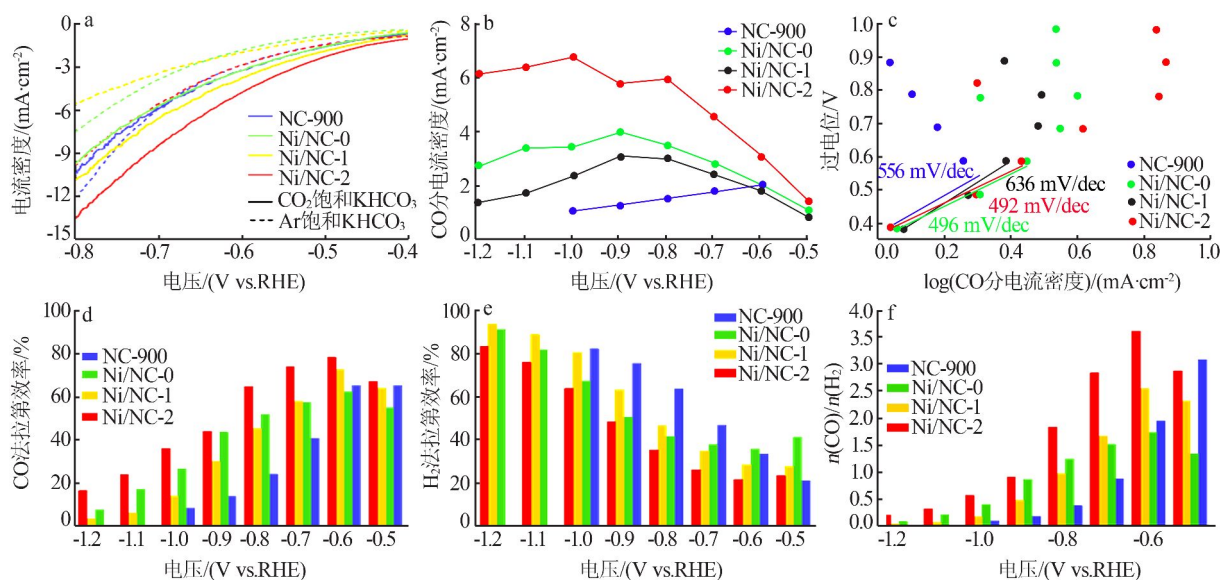 a
电流密度/(mA·cm⁻²)
-0
-3
-6
-9
-12
-15
NC-900
Ni/NC-0
Ni/NC-1
Ni/NC-2
CO₂饱和KHCO₃
Ar饱和KHCO₃
-0.8 -0.7 -0.6 -0.5 -0.4
电压/(V vs.RHE)
b
CO分电流密度/(mA·cm⁻²)
8
6
4
2
0
NC-900
Ni/NC-0
Ni/NC-1
Ni/NC-2
-1.2 -1.1 -1.0 -0.9 -0.8 -0.7 -0.6 -0.5
电压/(V vs.RHE)
c
过电位/V
1.0
0.9
0.8
0.7
0.6
0.5
0.4
556 mV/dec
636 mV/dec
492 mV/dec
496 mV/dec
NC-900
Ni/NC-0
Ni/NC-1
Ni/NC-2
0.0 0.2 0.4 0.6 0.8 1.0
log(CO分电流密度)/(mA·cm⁻²)
d
CO法拉第效率/%
100
80
60
40
20
0
NC-900
Ni/NC-0
Ni/NC-1
Ni/NC-2
-1.2 -1.1 -1.0 -0.9 -0.8 -0.7 -0.6 -0.5
电压/(V vs.RHE)
e
H₂法拉第效率/%
100
80
60
40
20
0
NC-900
Ni/NC-0
Ni/NC-1
Ni/NC-2
-1.2 -1.1 -1.0 -0.9 -0.8 -0.7 -0.6 -0.5
电压/(V vs.RHE)
f
n(CO)/n(H₂)
4.0
3.5
3.0
2.5
2.0
1.5
1.0
0.5
0.0
NC-900
Ni/NC-0
Ni/NC-1
Ni/NC-2
-1.2 -1.0 -0.8 -0.6
电压/(V vs.RHE)